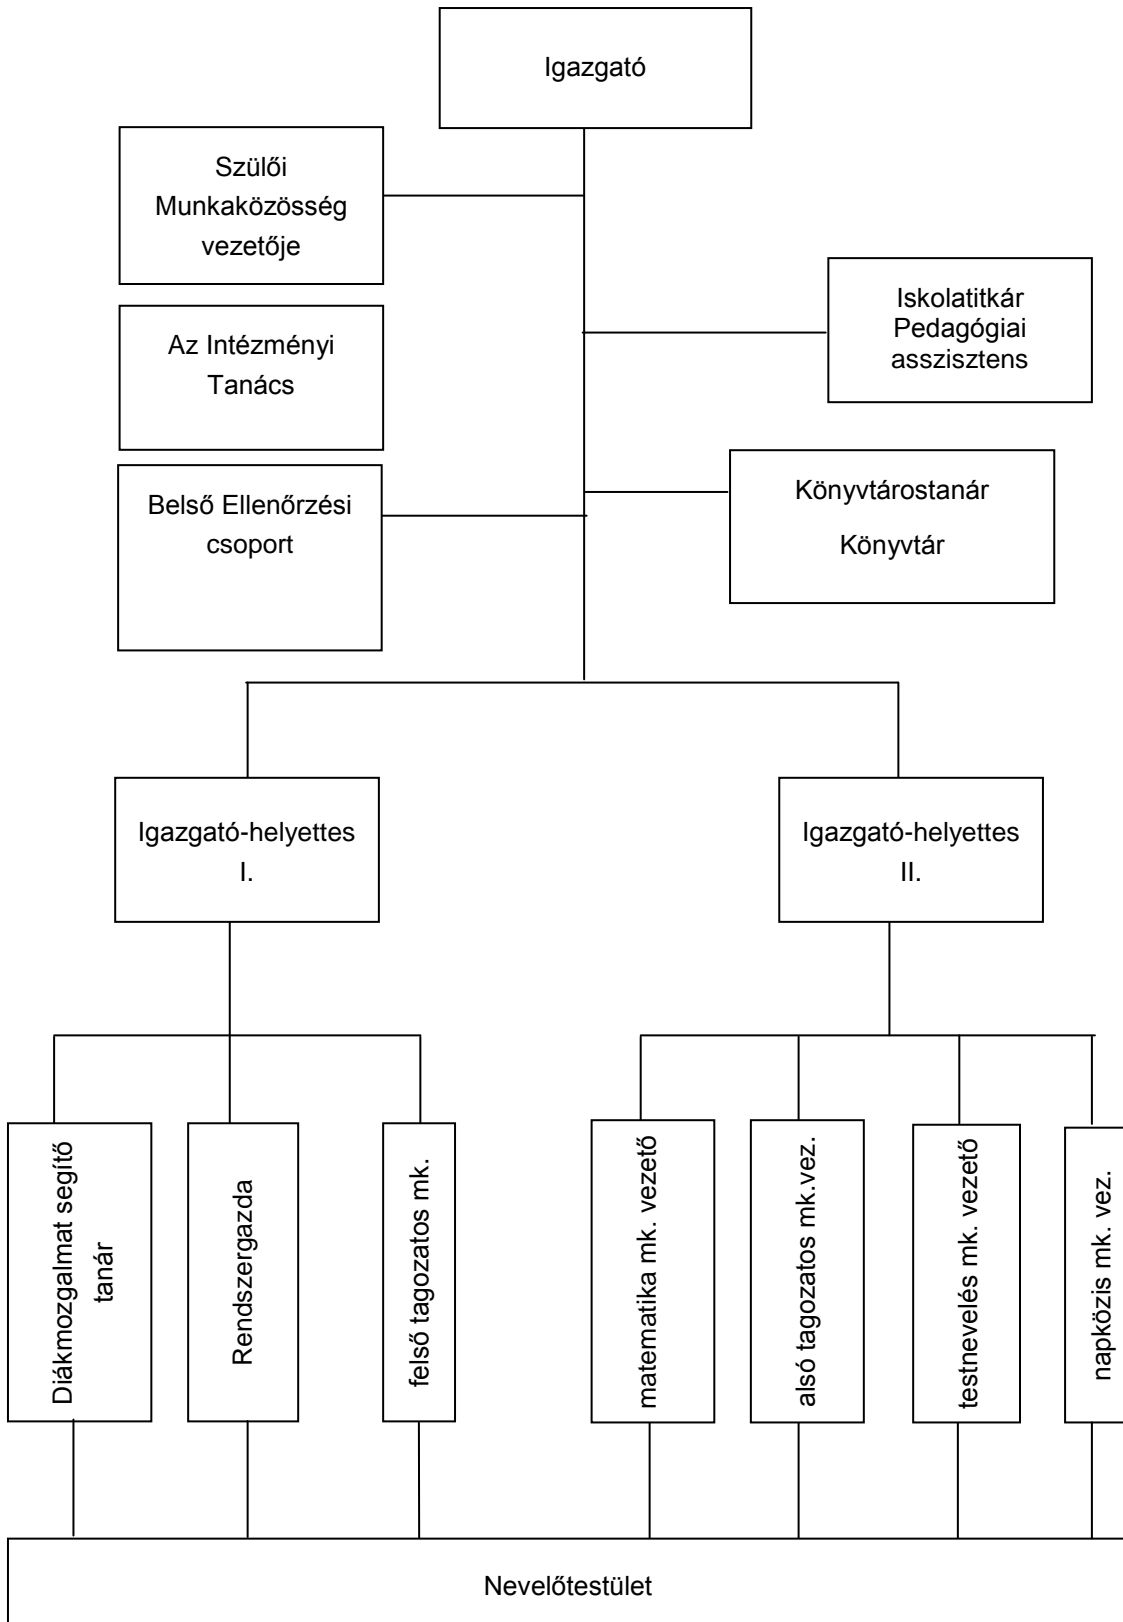 Igazgató
Szülői
Munkaközösség
vezetője
Iskolatitkár
Pedagógiai
asszisztens
Az Intézményi
Tanács
Belső Ellenőrzési
csoport
Könyvtárostanár
Könyvtár
Igazgató-helyettes
I.
Igazgató-helyettes
II.
Diákmozgalmat segítő
tanár
Rendszergazda
felső tagozatos mk.
matematika mk. vezető
alsó tagozatos mk.vez.
testnevelés mk. vezető
napközis mk. vez.
Nevelőtestület